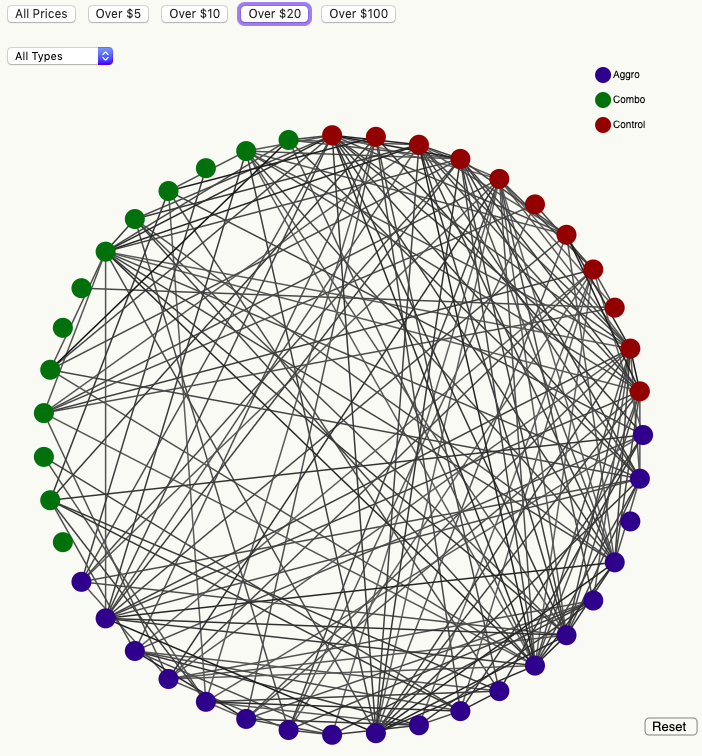 All Prices Over $5 Over $10 Over $20 Over $100
All Types
Aggro
Combo
Control
Reset